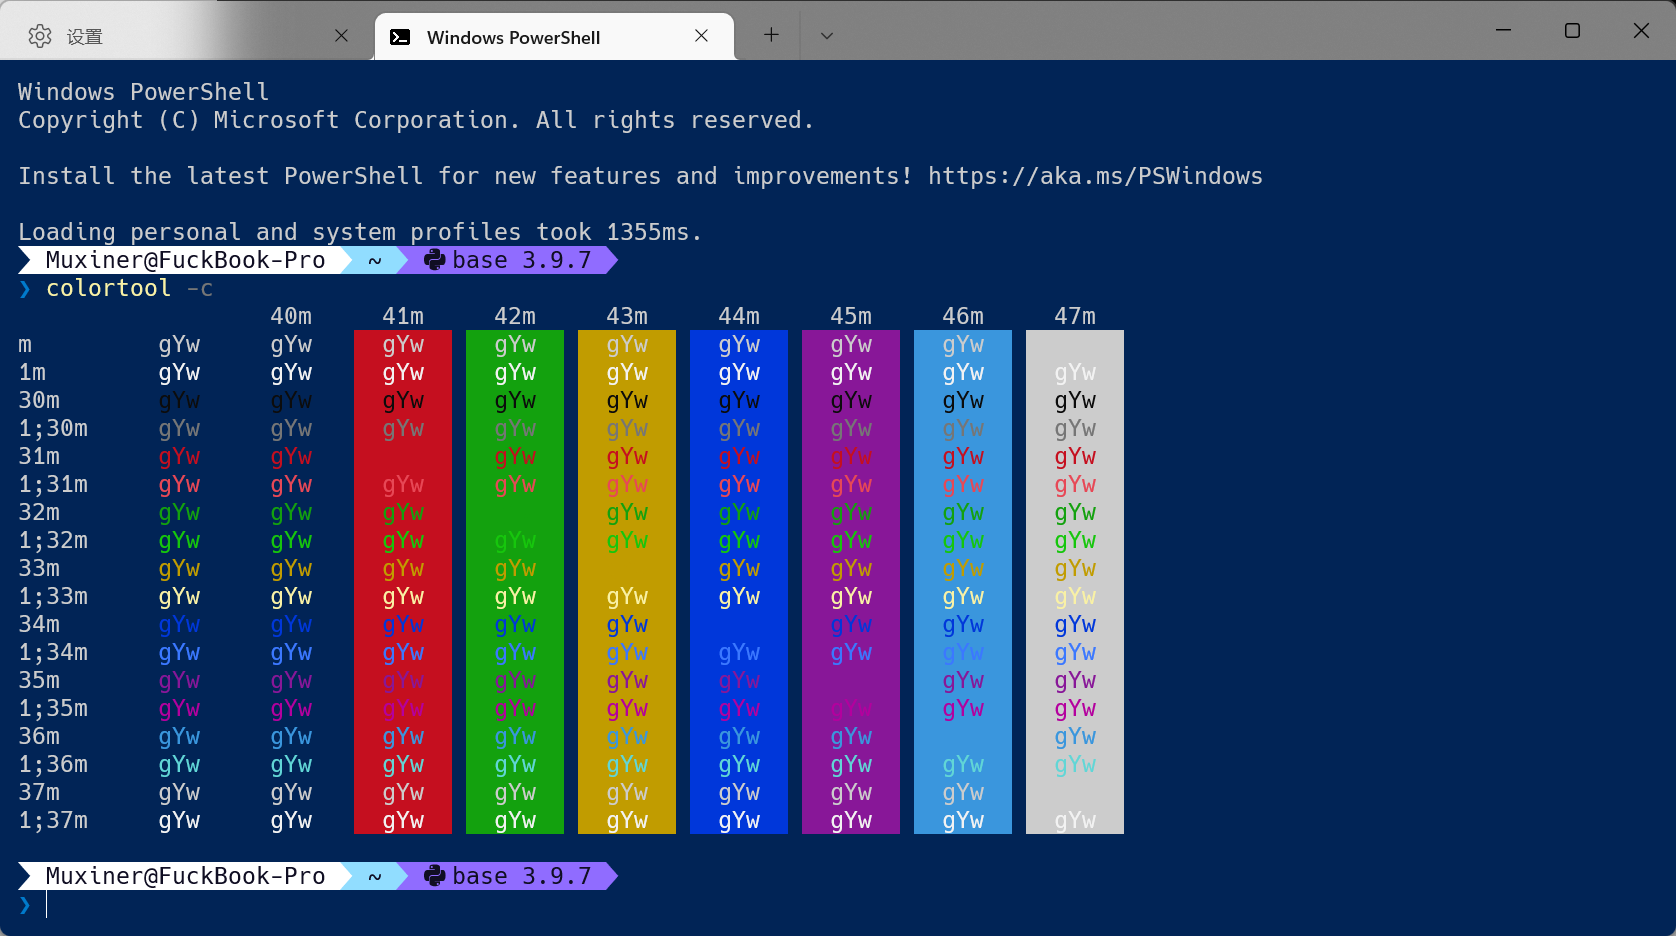 设置
Windows PowerShell
Windows PowerShell
Copyright (C) Microsoft Corporation. All rights reserved.
Install the latest PowerShell for new features and improvements! https://aka.ms/PSWindows
Loading personal and system profiles took 1355ms.
Muxiner@FuckBook-Pro ~ base 3.9.7
❯ colortool -c
40m 41m 42m 43m 44m 45m 46m 47m
m gYw gYw gYw gYw gYw gYw gYw gYw
1m gYw gYw gYw gYw gYw gYw gYw gYw gYw
30m gYw gYw gYw gYw gYw gYw gYw gYw gYw
1;30m gYw gYw gYw gYw gYw gYw gYw gYw gYw
31m gYw gYw gYw gYw gYw gYw gYw gYw
1;31m gYw gYw gYw gYw gYw gYw gYw gYw gYw
32m gYw gYw gYw gYw gYw gYw gYw gYw
1;32m gYw gYw gYw gYw gYw gYw gYw gYw gYw
33m gYw gYw gYw gYw gYw gYw gYw gYw
1;33m gYw gYw gYw gYw gYw gYw gYw gYw gYw
34m gYw gYw gYw gYw gYw gYw gYw gYw
1;34m gYw gYw gYw gYw gYw gYw gYw gYw gYw
35m gYw gYw gYw gYw gYw gYw gYw gYw
1;35m gYw gYw gYw gYw gYw gYw gYw gYw gYw
36m gYw gYw gYw gYw gYw gYw gYw gYw
1;36m gYw gYw gYw gYw gYw gYw gYw gYw gYw
37m gYw gYw gYw gYw gYw gYw gYw gYw
1;37m gYw gYw gYw gYw gYw gYw gYw gYw gYw
Muxiner@FuckBook-Pro ~ base 3.9.7
❯